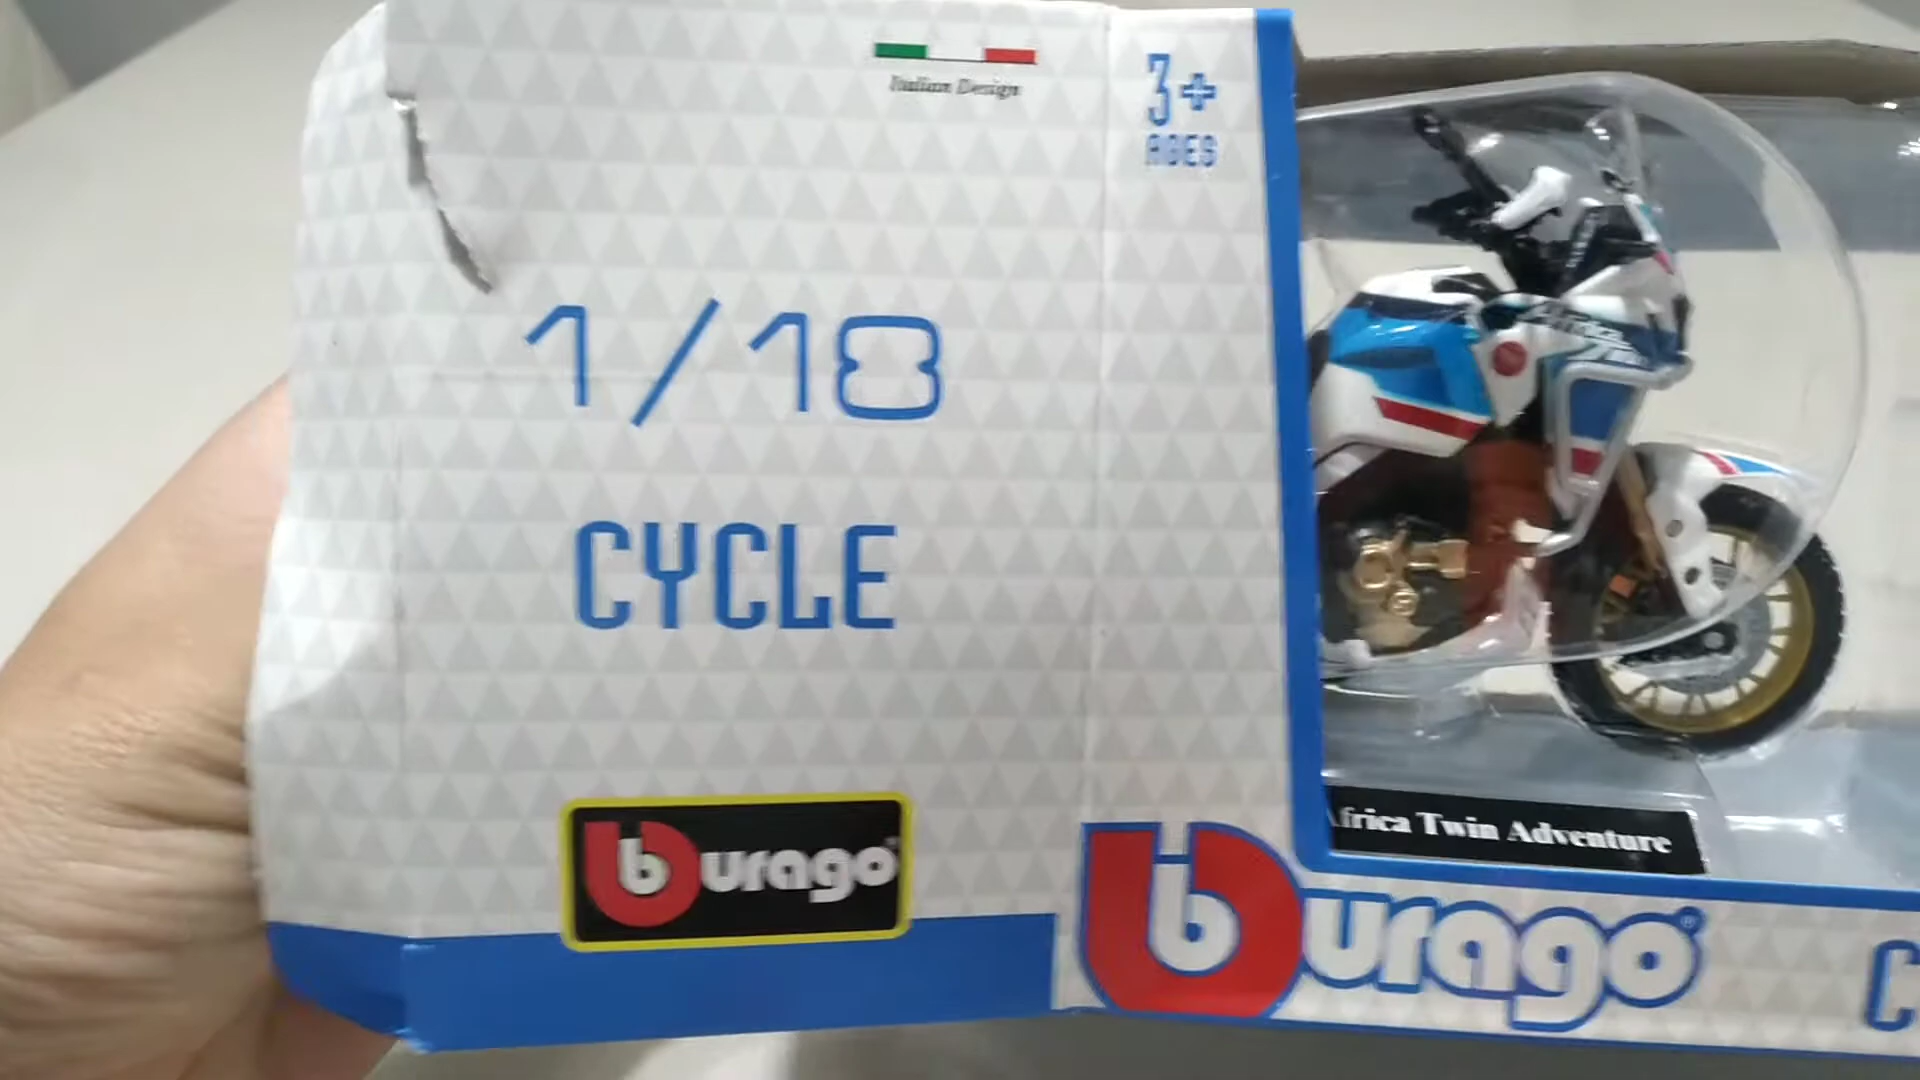 Italian Design
3+
AGES
1/18
CYCLE
burago
Africa Twin Adventure
burago®
C